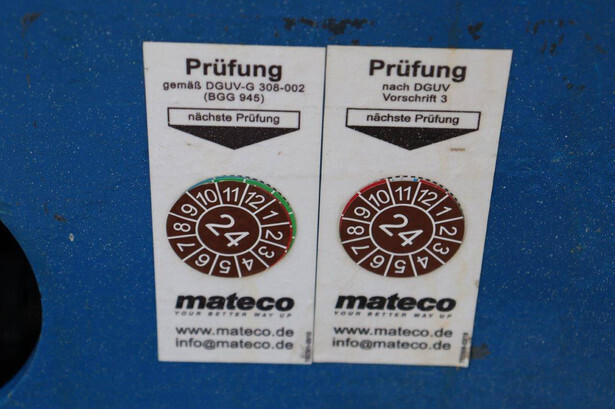 Prüfung
gemäß DGUV-G 308-002
(BGG 945)
nächste Prüfung
10 11 12 1 2 3 4 5 6 7 8 9
24
mateco
YOUR BETTER WAY UP
www.mateco.de
info@mateco.de
Prüfung
nach DGUV
Vorschrift 3
nächste Prüfung
10 11 12 1 2 3 4 5 6 7 8 9
24
mateco
YOUR BETTER WAY UP
www.mateco.de
info@mateco.de